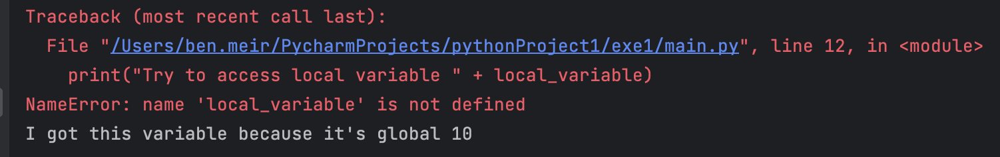 Traceback (most recent call last):
File "/Users/ben.meir/PycharmProjects/pythonProject1/exe1/main.py", line 12, in <module>
print("Try to access local variable " + local_variable)
NameError: name 'local_variable' is not defined
I got this variable because it's global 10